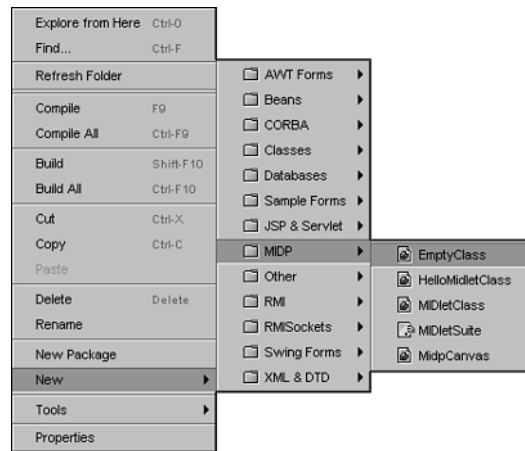 Explore from Here Ctrl-O
Find... Ctrl-F
Refresh Folder
Compile F9
Compile All Ctrl-F9
Build Shift-F10
Build All Ctrl-F10
Cut Ctrl-X
Copy Ctrl-C
Paste
Delete Delete
Rename
New Package
New
Tools
Properties
AWT Forms
Beans
CORBA
Classes
Databases
Sample Forms
JSP & Servlet
MIDP
Other
RMI
RMISockets
Swing Forms
XML & DTD
EmptyClass
HelloMidletClass
MIDletClass
MIDletSuite
MidpCanvas